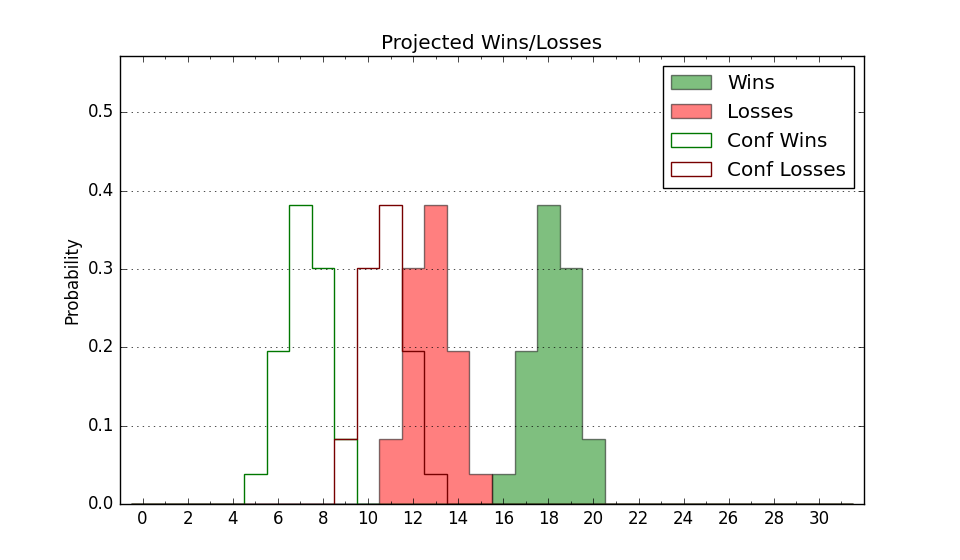 Projected Wins/Losses
Wins
Losses
Conf Wins
Conf Losses
Probability
0.5
0.4
0.3
0.2
0.1
0.0
0 2 4 6 8 10 12 14 16 18 20 22 24 26 28 30